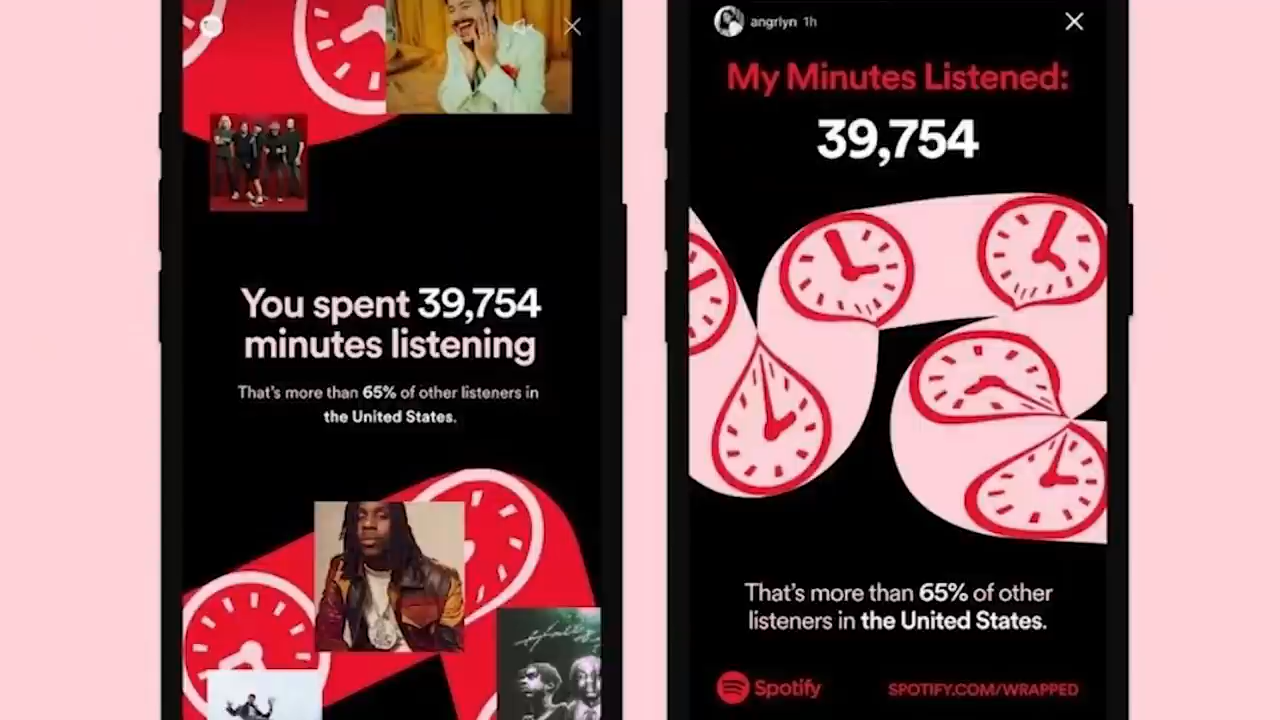 You spent 39,754
minutes listening
That's more than 65% of other listeners in
the United States.
angrlyn 1h
My Minutes Listened:
39,754
That's more than 65% of other
listeners in the United States.
Spotify
SPOTIFY.COM/WRAPPED